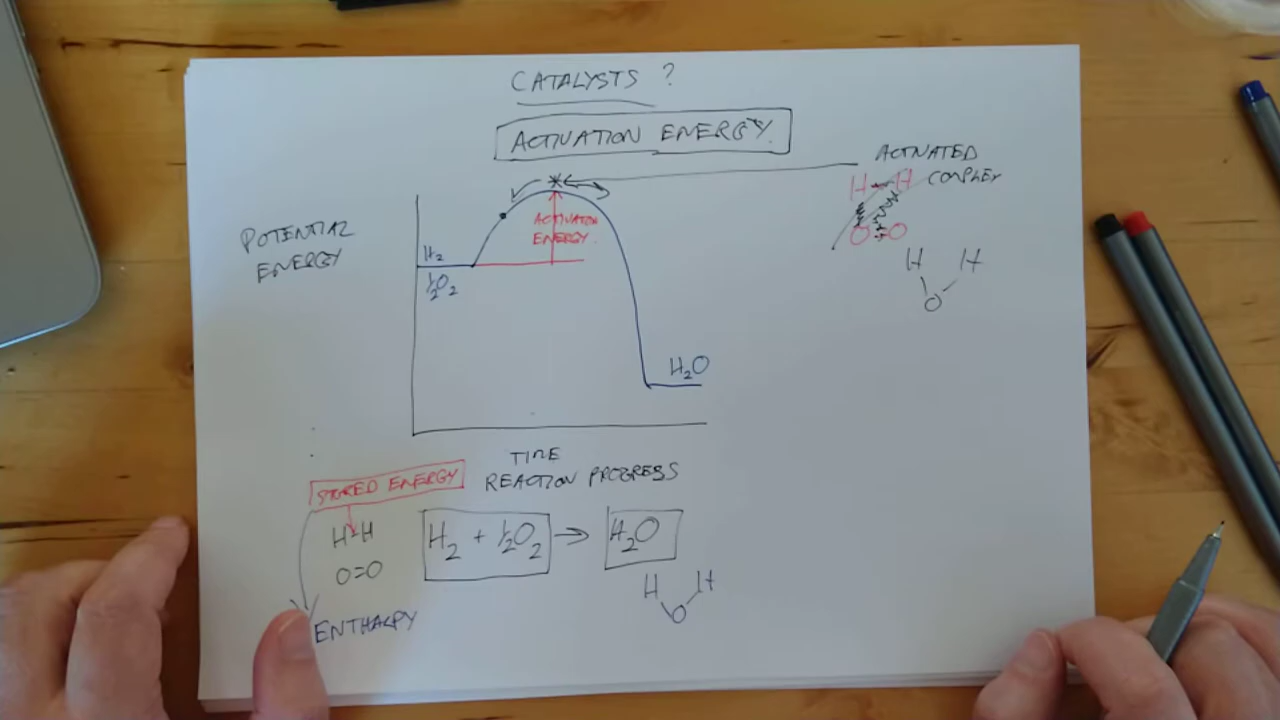 CATALYSTS ?
ACTIVATION ENERGY.
ACTIVATED
COMPLEX
H-H
O-O
H H
O
POTENTIAL
ENERGY
H2
½O2
ACTIVATION
ENERGY.
H2O
TIME
REACTION PROGRESS
STORED ENERGY
H-H
O=O
H2 + ½O2 → H2O
H H
O
ENTHALPY